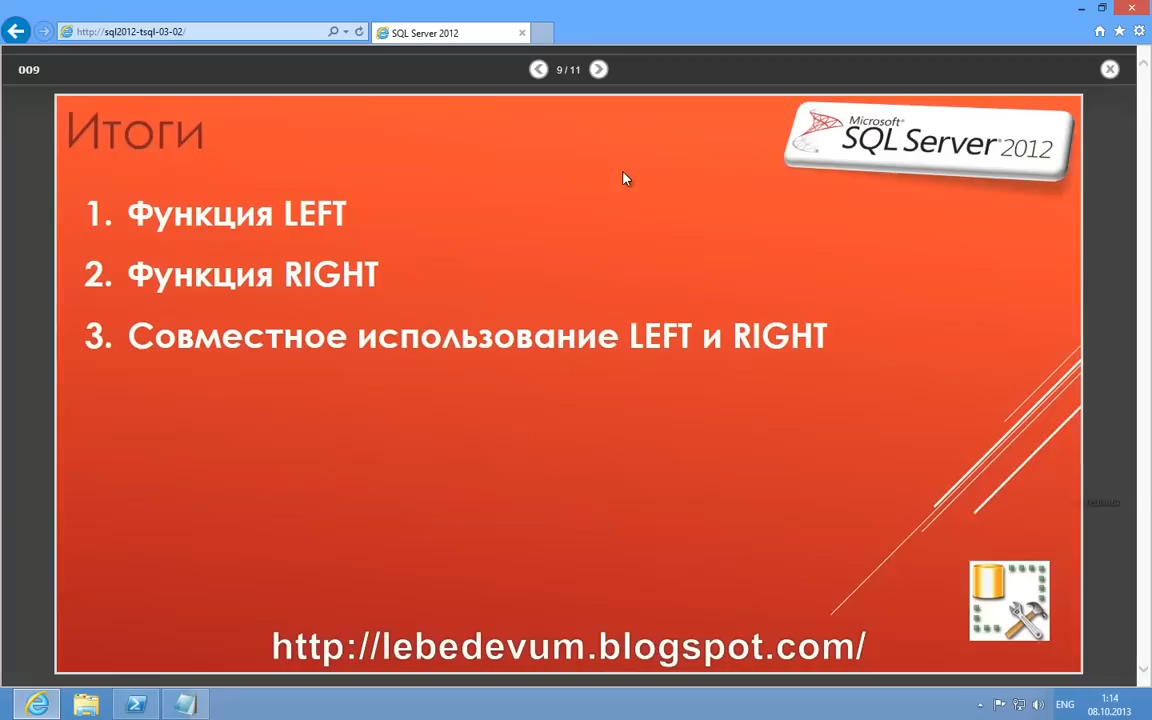 http://sql2012-tsql-03-02/
SQL Server 2012
009
9 / 11
Итоги
Microsoft®
SQL Server 2012
1. Функция LEFT
2. Функция RIGHT
3. Совместное использование LEFT и RIGHT
http://lebedevum.blogspot.com/
ENG
1:14
08.10.2013